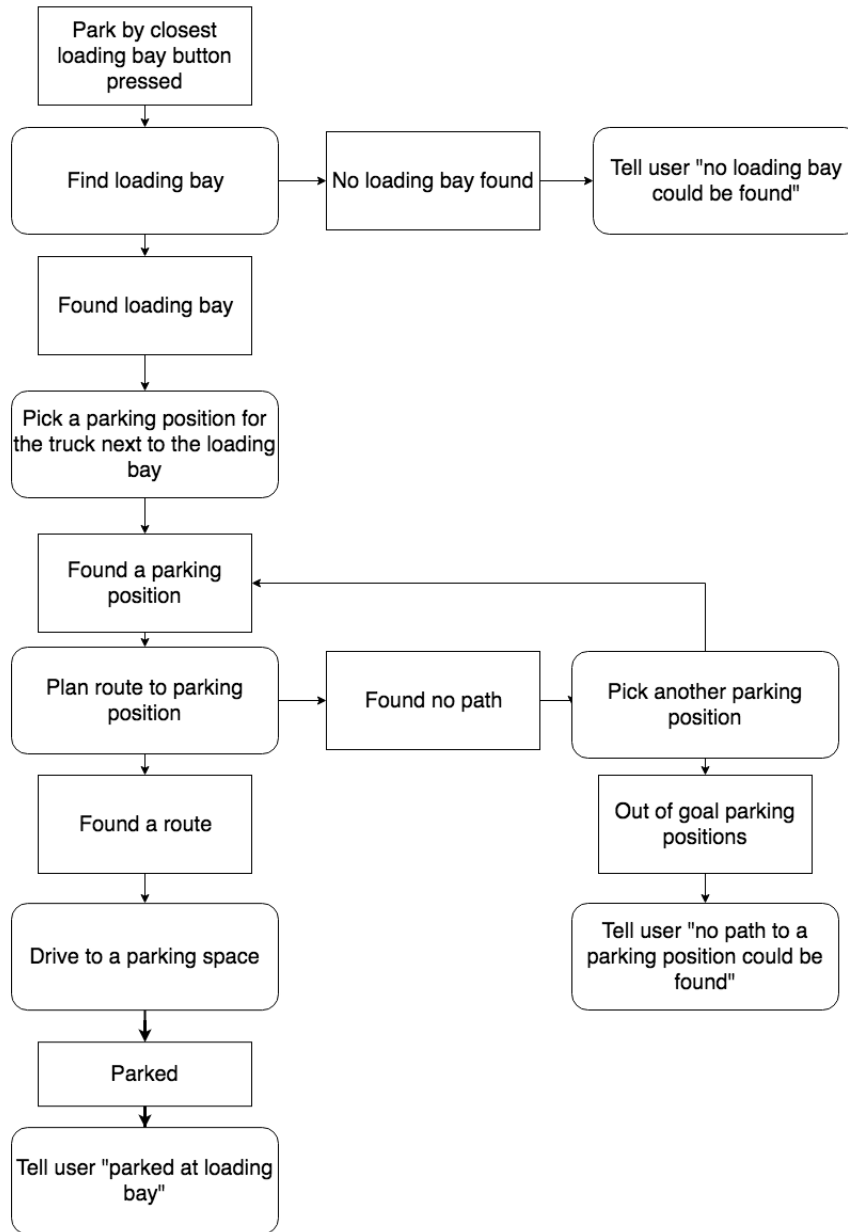 Park by closest
loading bay button
pressed
Find loading bay
No loading bay found
Tell user "no loading bay
could be found"
Found loading bay
Pick a parking position for
the truck next to the loading
bay
Found a parking
position
Plan route to parking
position
Found no path
Pick another parking
position
Found a route
Out of goal parking
positions
Drive to a parking space
Tell user "no path to a
parking position could be
found"
Parked
Tell user "parked at loading
bay"